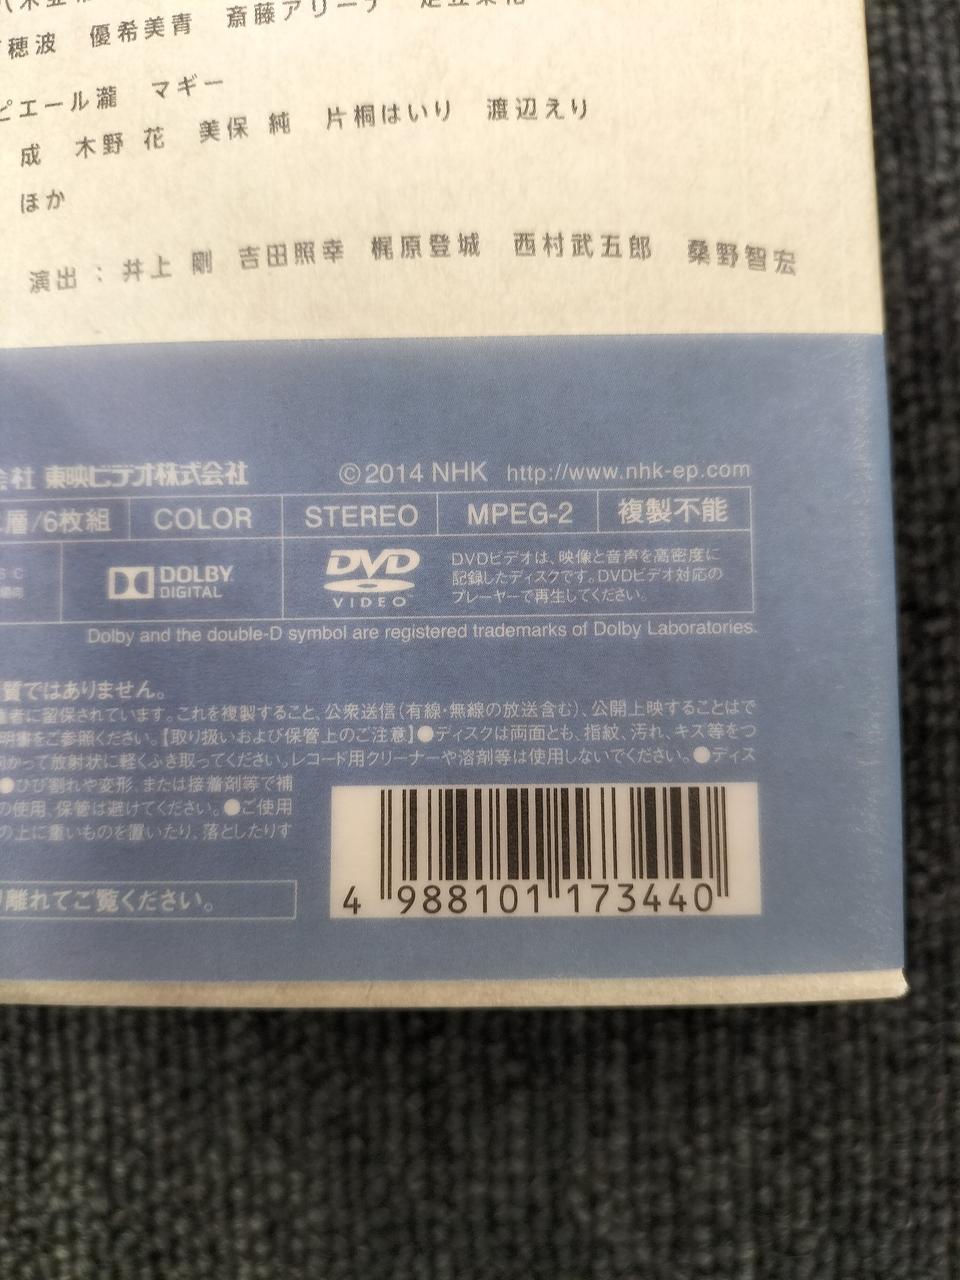 穂波 優希美青 斎藤アリーナ
ピエール瀧 マギー
成 木野 花 美保 純 片桐はいり 渡辺えり
ほか
演出：井上 剛 吉田照幸 梶原登城 西村武五郎 桑野智宏
会社 東映ビデオ株式会社 ©2014 NHK http://www.nhk-ep.com
層/6枚組 COLOR STEREO MPEG-2 複製不能
DOLBY DIGITAL
DVD VIDEO
DVDビデオは、映像と音声を高密度に
記録したディスクです。DVDビデオ対応の
プレーヤーで再生してください。
Dolby and the double-D symbol are registered trademarks of Dolby Laboratories.
質ではありません。
者に留保されています。これを複製すること、公衆送信(有線・無線の放送含む)、公開上映することはで
明書をご参照ください。【取り扱いおよび保管上のご注意】●ディスクは両面とも、指紋、汚れ、キズ等をつ
かって放射状に軽くふき取ってください。レコード用クリーナーや溶剤等は使用しないでください。●ディス
●ひび割れや変形、または接着剤等で補
の使用、保管は避けてください。●ご使用
の上に重いものを置いたり、落としたりす
離れてご覧ください。
4 988101 173440